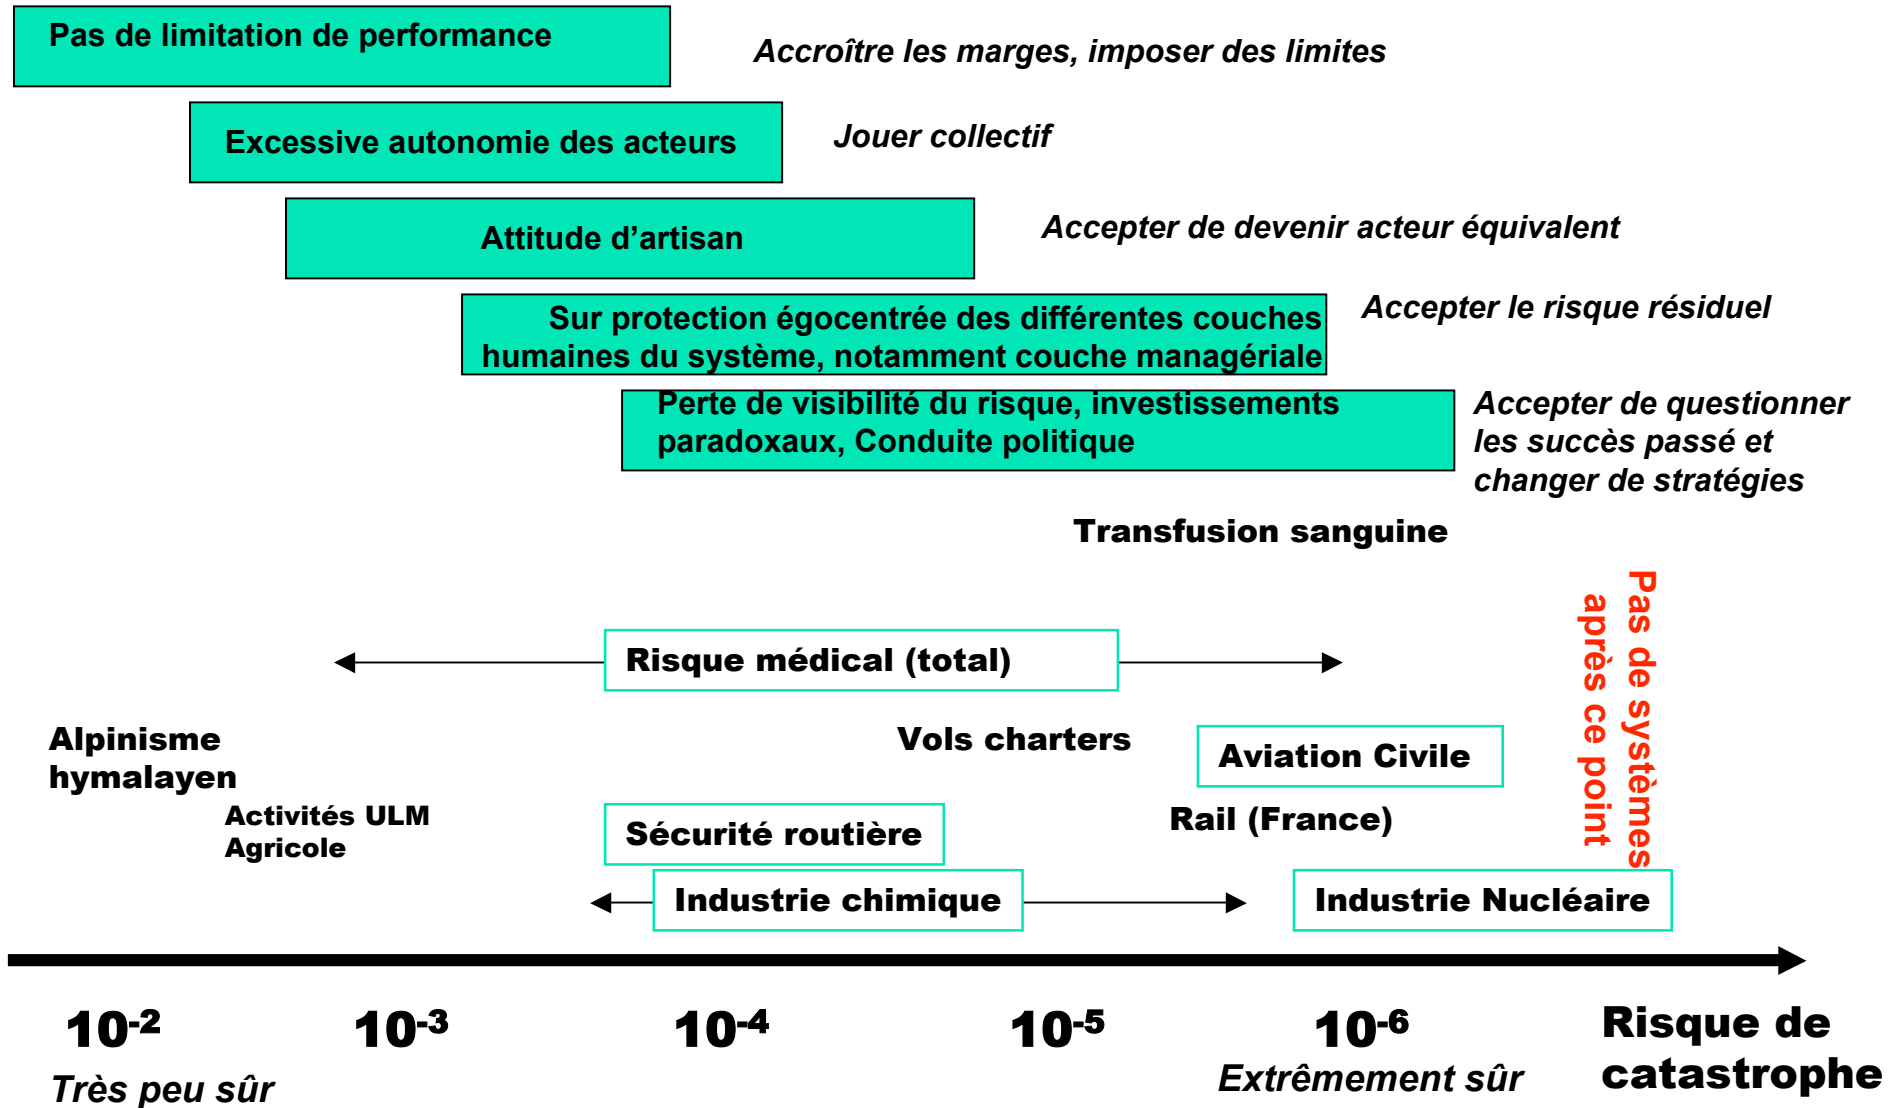 Pas de limitation de performance
Accroître les marges, imposer des limites
Excessive autonomie des acteurs
Jouer collectif
Attitude d’artisan
Accepter de devenir acteur équivalent
Sur protection égocentrée des différentes couches
humaines du système, notamment couche managériale
Accepter le risque résiduel
Perte de visibilité du risque, investissements
paradoxaux, Conduite politique
Accepter de questionner
les succès passé et
changer de stratégies
Transfusion sanguine
Pas de systèmes
après ce point
Risque médical (total)
Alpinisme
hymalayen
Vols charters
Aviation Civile
Activités ULM
Agricole
Sécurité routière
Rail (France)
Industrie chimique
Industrie Nucléaire
10-2
10-3
10-4
10-5
10-6
Risque de
catastrophe
Très peu sûr
Extrêmement sûr